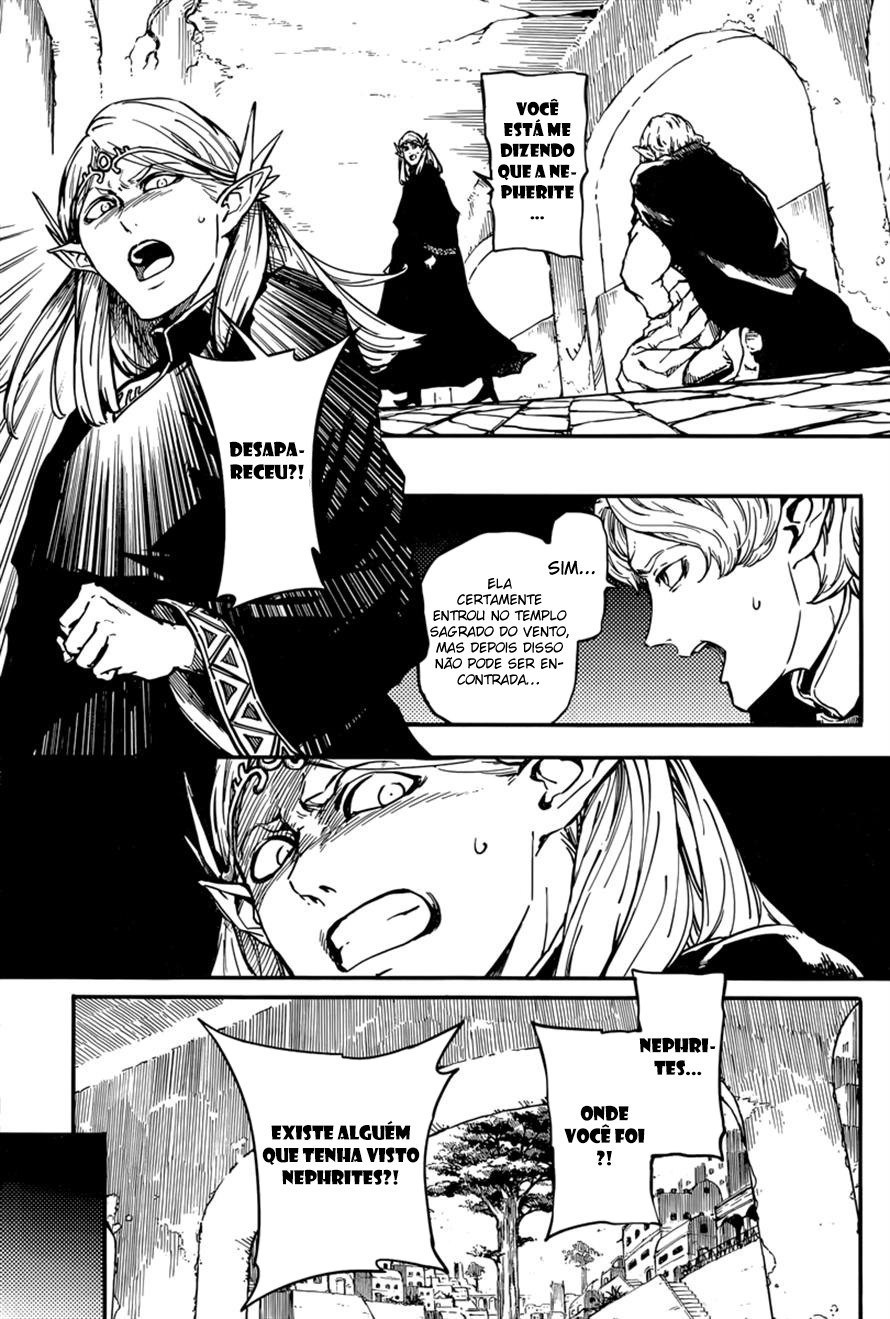 VOCÊ
ESTÁ ME
DIZENDO
QUE A NE-
PHERITE
...
DESAPA-
RECEU?!
SIM...
ELA
CERTAMENTE
ENTROU NO TEMPLO
SAGRADO DO VENTO,
MAS DEPOIS DISSO
NÃO PODE SER EN-
CONTRADA...
NEPHRI-
TES...
ONDE
VOCÊ FOI
?!
EXISTE ALGUÉM
QUE TENHA VISTO
NEPHRITES?!